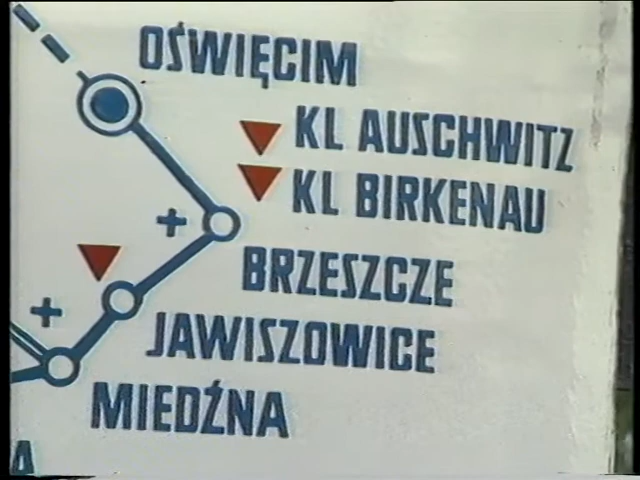 OŚWIĘCIM
KL AUSCHWITZ
KL BIRKENAU
+
BRZESZCZE
+
JAWISZOWICE
MIEDŹNA
A